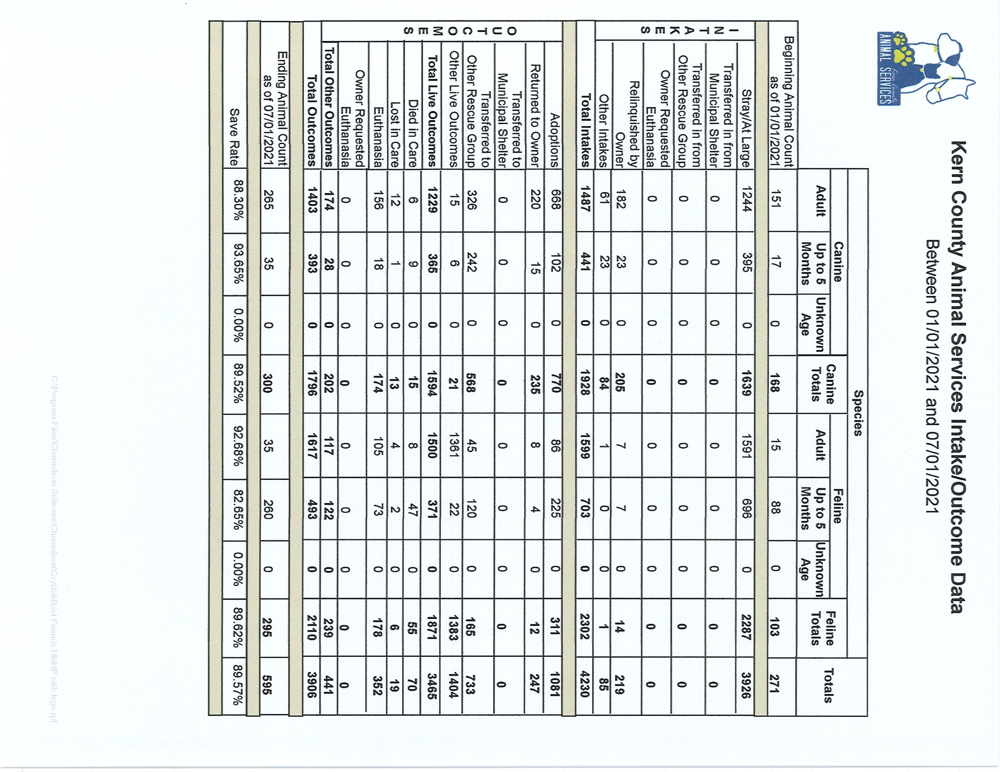 Kern County
ANIMAL SERVICES
Kern County Animal Services Intake/Outcome Data
Between 01/01/2021 and 07/01/2021
Species
Canine Canine Totals Feline Feline Totals Totals
Adult Up to 5 Months Unknown Age Adult Up to 5 Months Unknown Age
Beginning Animal Count
as of 01/01/2021 151 17 0 168 15 88 0 103 271
INTAKES
Stray/At Large 1244 395 0 1639 1591 696 0 2287 3926
Transferred in from
Municipal Shelter 0 0 0 0 0 0 0 0 0
Transferred in from
Other Rescue Group 0 0 0 0 0 0 0 0 0
Owner Requested
Euthanasia 0 0 0 0 0 0 0 0 0
Relinquished by
Owner 182 23 0 205 7 7 0 14 219
Other Intakes 61 23 0 84 1 0 0 1 85
Total Intakes 1487 441 0 1928 1599 703 0 2302 4230
OUTCOMES
Adoptions 668 102 0 770 86 225 0 311 1081
Returned to Owner 220 15 0 235 8 4 0 12 247
Transferred to
Municipal Shelter 0 0 0 0 0 0 0 0 0
Transferred to
Other Rescue Group 326 242 0 568 45 120 0 165 733
Other Live Outcomes 15 6 0 21 1361 22 0 1383 1404
Total Live Outcomes 1229 365 0 1594 1500 371 0 1871 3465
Died in Care 6 9 0 15 8 47 0 55 70
Lost in Care 12 1 0 13 4 2 0 6 19
Euthanasia 156 18 0 174 105 73 0 178 352
Owner Requested
Euthanasia 0 0 0 0 0 0 0 0 0
Total Other Outcomes 174 28 0 202 117 122 0 239 441
Total Outcomes 1403 393 0 1796 1617 493 0 2110 3906
Ending Animal Count
as of 07/01/2021 265 35 0 300 35 260 0 295 595
Save Rate 88.30% 93.65% 0.00% 89.52% 92.68% 82.65% 0.00% 89.62% 89.57%
C:\Program Files\Chameleon Software\Chameleon\Crystal\Best Friends NMHP with logo.rpt